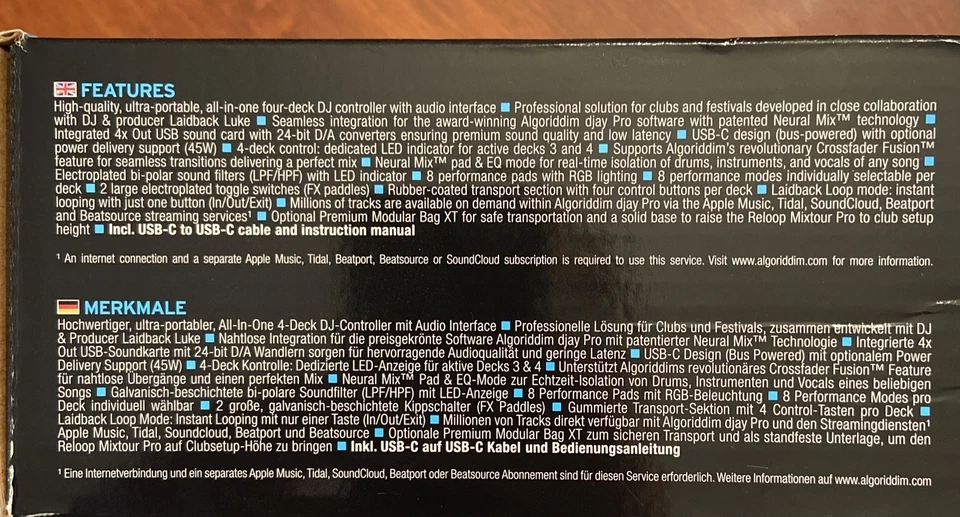 FEATURES
High-quality, ultra-portable, all-in-one four-deck DJ controller with audio interface ■ Professional solution for clubs and festivals developed in close collaboration
with DJ & producer Laidback Luke ■ Seamless integration for the award-winning Algoriddim djay Pro software with patented Neural Mix™ technology ■
Integrated 4x Out USB sound card with 24-bit D/A converters ensuring premium sound quality and low latency ■ USB-C design (bus-powered) with optional
power delivery support (45W) ■ 4-deck control: dedicated LED indicator for active decks 3 and 4 ■ Supports Algoriddim's revolutionary Crossfader Fusion™
feature for seamless transitions delivering a perfect mix ■ Neural Mix™ pad & EQ mode for real-time isolation of drums, instruments, and vocals of any song ■
Electroplated bi-polar sound filters (LPF/HPF) with LED indicator ■ 8 performance pads with RGB lighting ■ 8 performance modes individually selectable per
deck ■ 2 large electroplated toggle switches (FX paddles) ■ Rubber-coated transport section with four control buttons per deck ■ Laidback Loop mode: instant
looping with just one button (In/Out/Exit) ■ Millions of tracks are available on demand within Algoriddim djay Pro via the Apple Music, Tidal, SoundCloud, Beatport
and Beatsource streaming services¹ ■ Optional Premium Modular Bag XT for safe transportation and a solid base to raise the Reloop Mixtour Pro to club setup
height ■ Incl. USB-C to USB-C cable and instruction manual
¹ An internet connection and a separate Apple Music, Tidal, Beatport, Beatsource or SoundCloud subscription is required to use this service. Visit www.algoriddim.com for more information.
MERKMALE
Hochwertiger, ultra-portabler, All-In-One 4-Deck DJ-Controller mit Audio Interface ■ Professionelle Lösung für Clubs und Festivals, zusammen entwickelt mit DJ
& Producer Laidback Luke ■ Nahtlose Integration für die preisgekrönte Software Algoriddim djay Pro mit patentierter Neural Mix™ Technologie ■ Integrierte 4x
Out USB-Soundkarte mit 24-bit D/A Wandlern sorgen für hervorragende Audioqualität und geringe Latenz ■ USB-C Design (Bus Powered) mit optionalem Power
Delivery Support (45W) ■ 4-Deck Kontrolle: Dedizierte LED-Anzeige für aktive Decks 3 & 4 ■ Unterstützt Algoriddims revolutionäres Crossfader Fusion™ Feature
für nahtlose Übergänge und einen perfekten Mix ■ Neural Mix™ Pad & EQ-Mode zur Echtzeit-Isolation von Drums, Instrumenten und Vocals eines beliebigen
Songs ■ Galvanisch-beschichtete bi-polare Soundfilter (LPF/HPF) mit LED-Anzeige ■ 8 Performance Pads mit RGB-Beleuchtung ■ 8 Performance Modes pro
Deck individuell wählbar ■ 2 große, galvanisch-beschichtete Kippschalter (FX Paddles) ■ Gummierte Transport-Sektion mit 4 Control-Tasten pro Deck ■
Laidback Loop Mode: Instant Looping mit nur einer Taste (In/Out/Exit) ■ Millionen von Tracks direkt verfügbar mit Algoriddim djay Pro und den Streamingdiensten¹
Apple Music, Tidal, Soundcloud, Beatport und Beatsource ■ Optionale Premium Modular Bag XT zum sicheren Transport und als standfeste Unterlage, um den
Reloop Mixtour Pro auf Clubsetup-Höhe zu bringen ■ Inkl. USB-C auf USB-C Kabel und Bedienungsanleitung
¹ Eine Internetverbindung und ein separates Apple Music, Tidal, SoundCloud, Beatport oder Beatsource Abonnement sind für diesen Service erforderlich. Weitere Informationen auf www.algoriddim.com